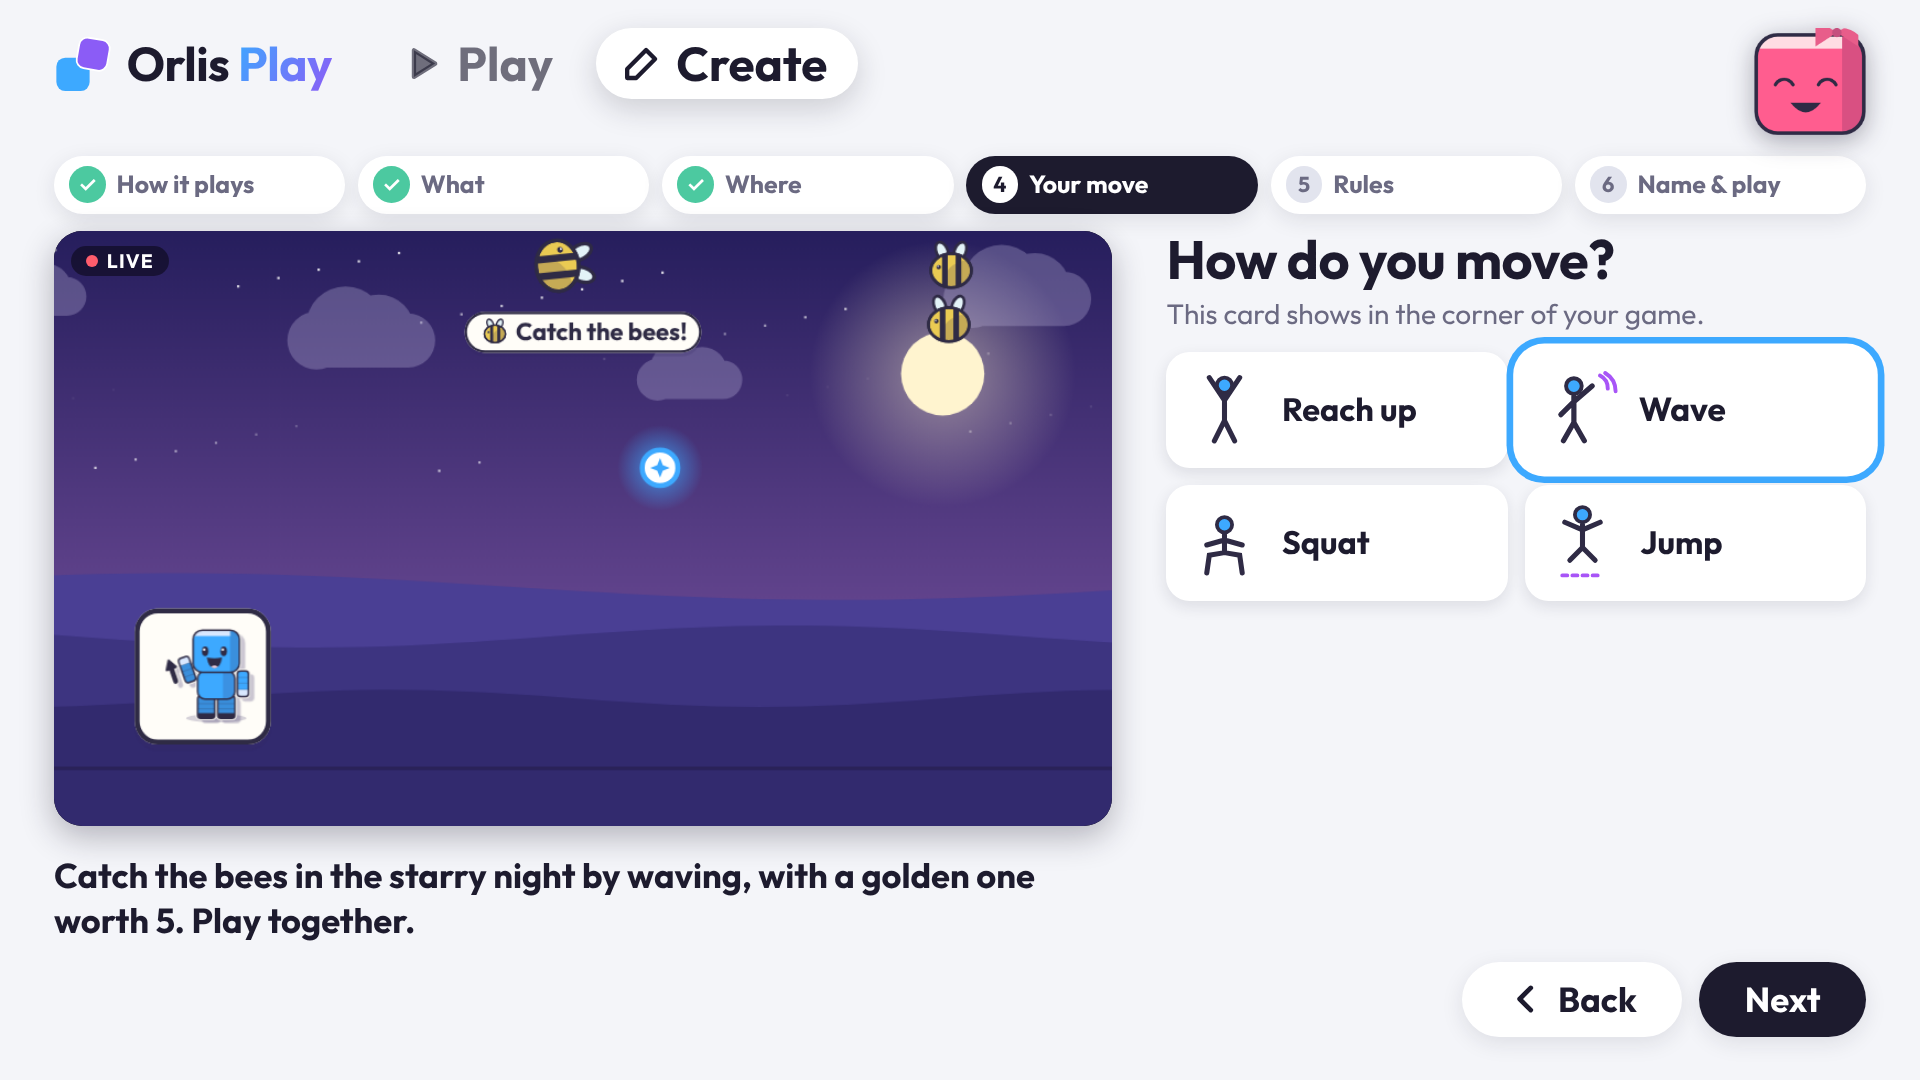 Orlis Play
Play
Create
How it plays
What
Where
4 Your move
5 Rules
6 Name & play
LIVE
Catch the bees!
How do you move?
This card shows in the corner of your game.
Reach up
Wave
Squat
Jump
Catch the bees in the starry night by waving, with a golden one
worth 5. Play together.
Back
Next